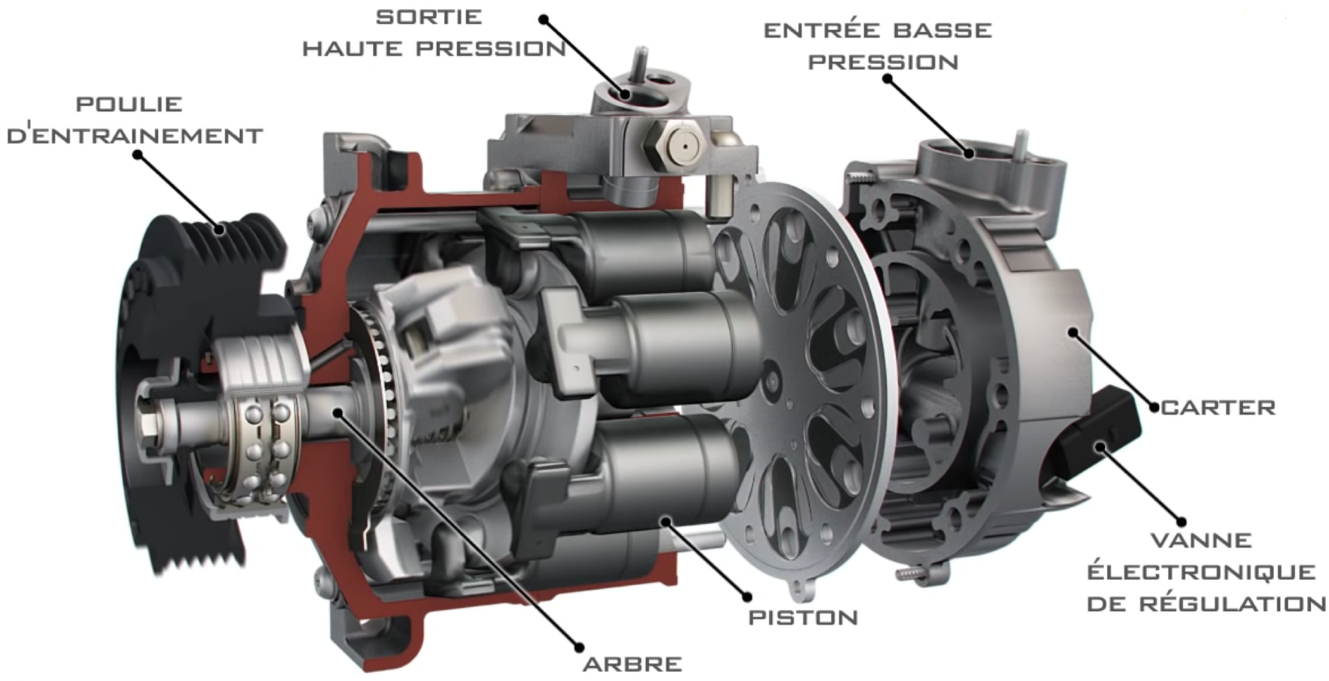 SORTIE
HAUTE PRESSION
ENTRÉE BASSE
PRESSION
POULIE
D'ENTRAINEMENT
CARTER
VANNE
ÉLECTRONIQUE
DE RÉGULATION
PISTON
ARBRE